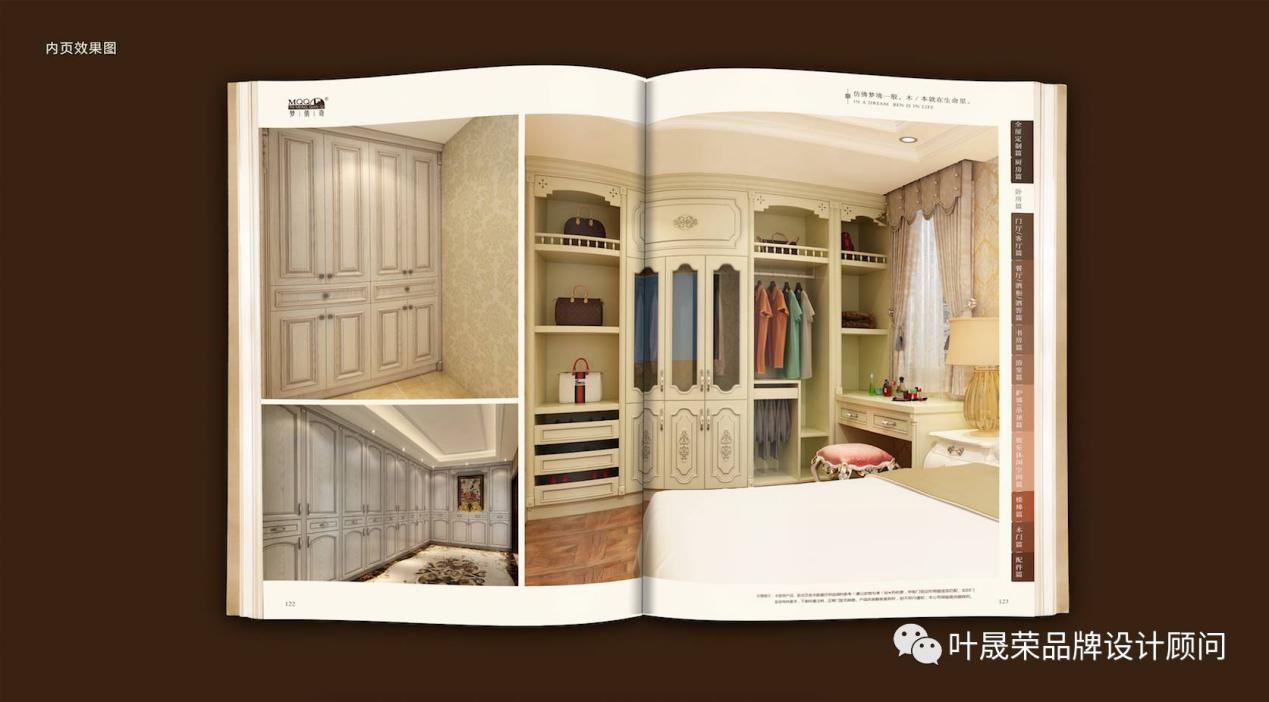 内页效果图
MOQA®
梦|倩|奇
仿佛梦境一般,木/本就在生命里。
IN A DREAM BEN IS IN LIFE
全屋定制篇
厨房篇
卧房篇
门厅/客厅篇
餐厅/酒柜/酒窖篇
书房篇
浴室篇
护墙/吊顶篇
娱乐休闲空间篇
楼梯篇
木门篇
配件篇
122
123
叶晟荣品牌设计顾问